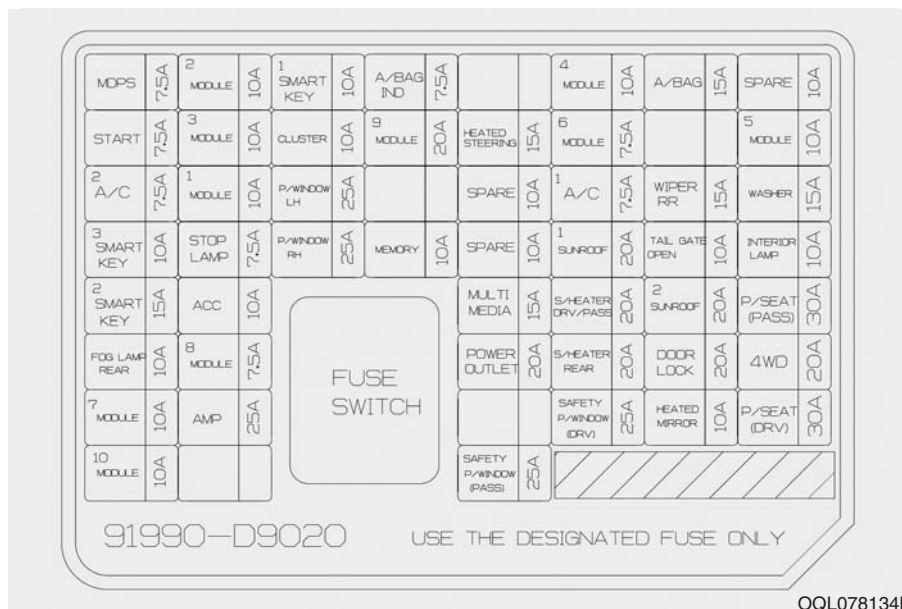 MDPS 7.5A 2 MODULE 10A 1 SMART KEY 10A A/BAG IND 7.5A 4 MODULE 10A A/BAG 15A SPARE 10A
START 7.5A 3 MODULE 10A CLUSTER 10A 9 MODULE 20A HEATED STEERING 15A 6 MODULE 7.5A 5 MODULE 10A
2 A/C 7.5A 1 MODULE 10A P/WINDOW LH 25A SPARE 10A 1 A/C 7.5A WIPER RR 15A WASHER 15A
3 SMART KEY 10A STOP LAMP 7.5A P/WINDOW RH 25A MEMORY 10A SPARE 10A 1 SUNROOF 20A TAIL GATE OPEN 10A INTERIOR LAMP 10A
2 SMART KEY 15A ACC 10A MULTI MEDIA 15A S/HEATER DRV/PASS 20A 2 SUNROOF 20A P/SEAT (PASS) 30A
FOG LAMP REAR 10A 8 MODULE 7.5A FUSE SWITCH POWER OUTLET 20A S/HEATER REAR 20A DOOR LOCK 20A 4WD 20A
7 MODULE 10A AMP 25A SAFETY P/WINDOW (DRV) 25A HEATED MIRROR 10A P/SEAT (DRV) 30A
10 MODULE 10A SAFETY P/WINDOW (PASS) 25A
91990-D9020 USE THE DESIGNATED FUSE ONLY